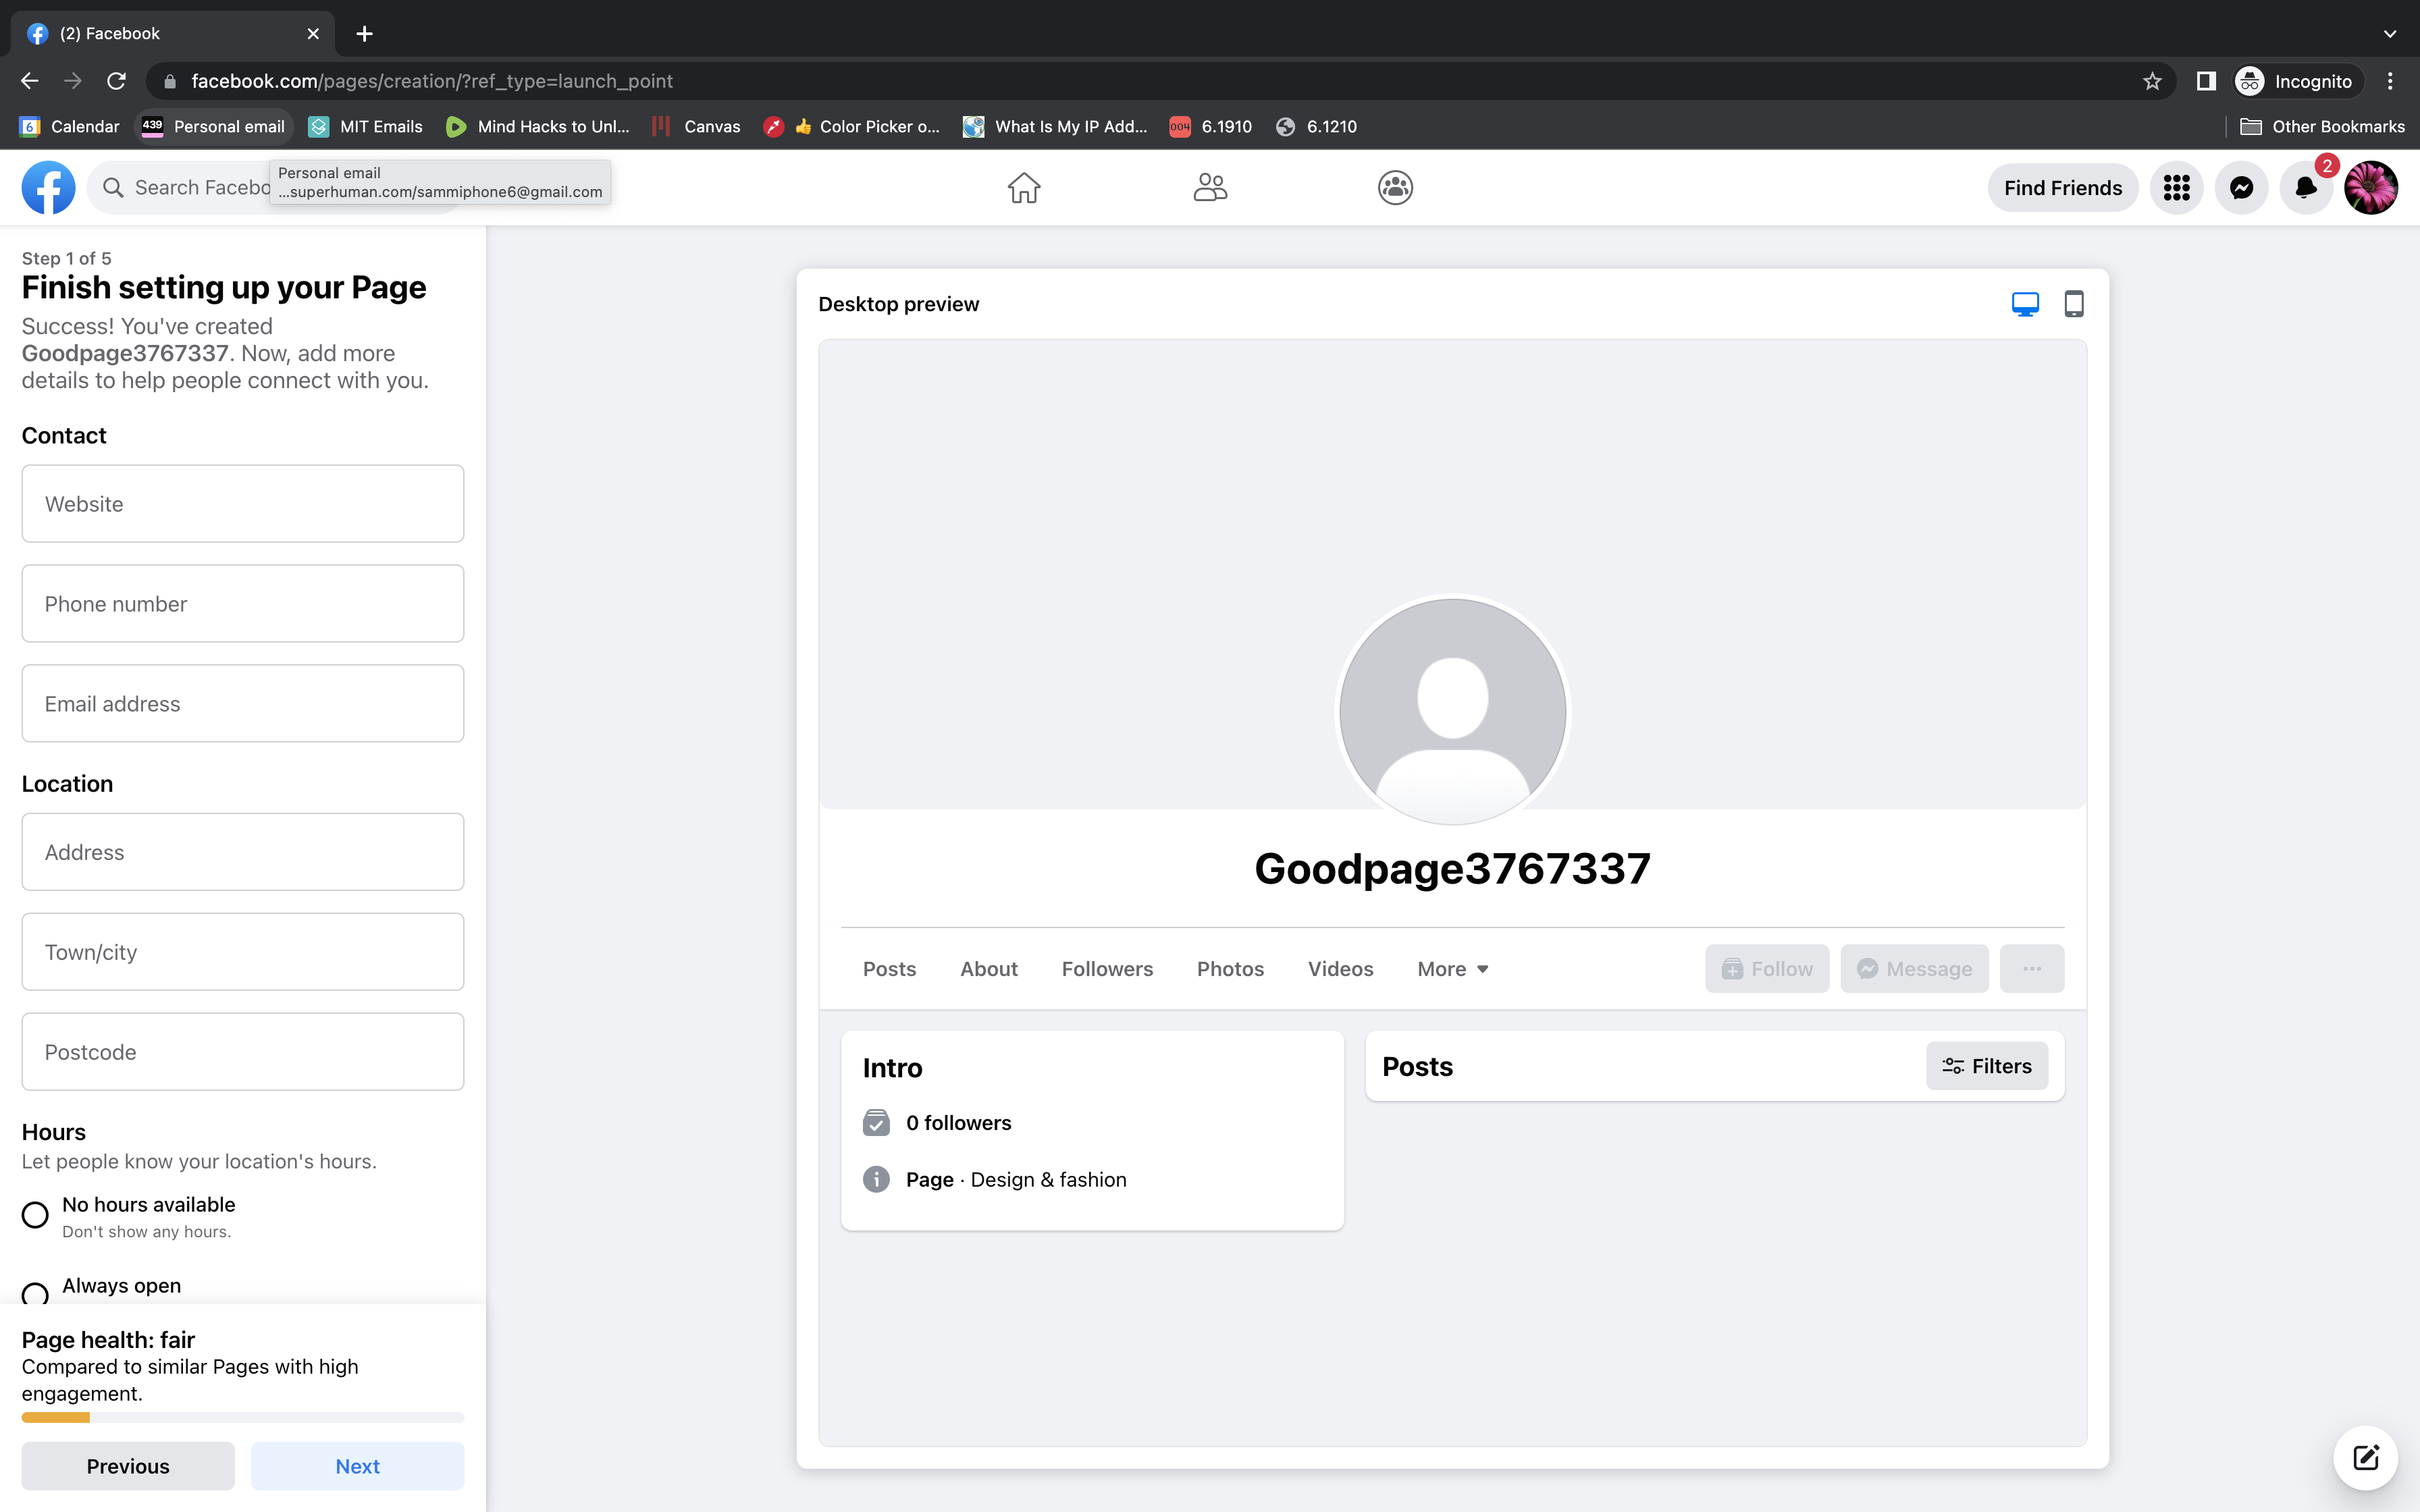 (2) Facebook
facebook.com/pages/creation/?ref_type=launch_point
Incognito
6 Calendar
439 Personal email
MIT Emails
Mind Hacks to Unl...
Canvas
👍 Color Picker o...
What Is My IP Add...
004 6.1910
6.1210
Other Bookmarks
Search Facebo
Personal email
...superhuman.com/sammiphone6@gmail.com
Find Friends
2
Step 1 of 5
Finish setting up your Page
Success! You've created
Goodpage3767337. Now, add more
details to help people connect with you.
Contact
Website
Phone number
Email address
Location
Address
Town/city
Postcode
Hours
Let people know your location's hours.
No hours available
Don't show any hours.
Always open
Page health: fair
Compared to similar Pages with high
engagement.
Previous
Next
Desktop preview
Goodpage3767337
Posts
About
Followers
Photos
Videos
More
Follow
Message
Intro
0 followers
Page · Design & fashion
Posts
Filters